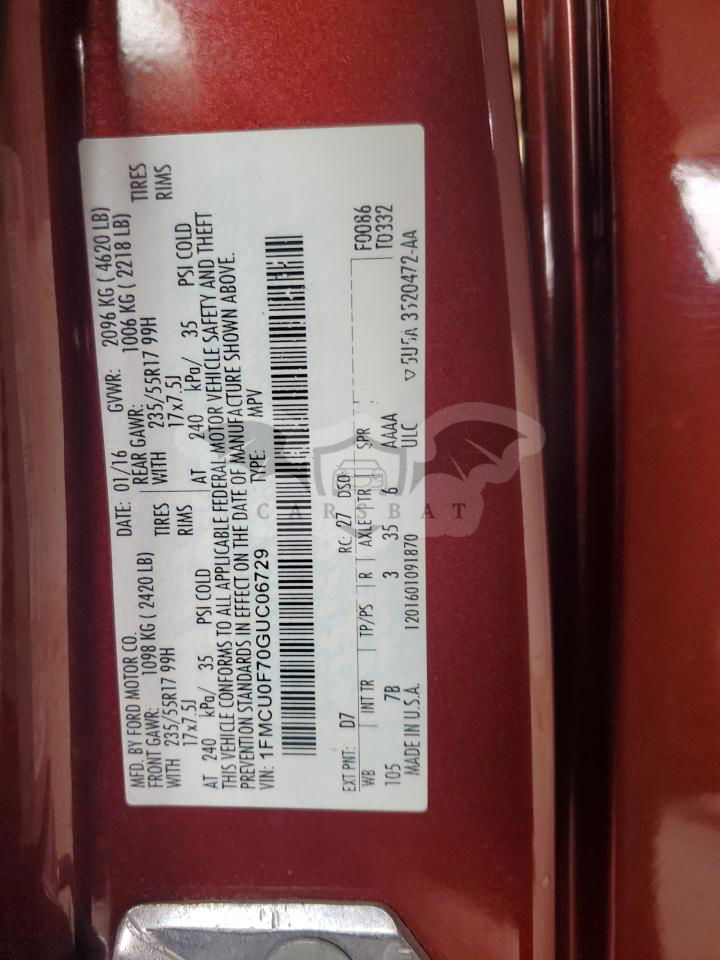 MFD. BY FORD MOTOR CO. DATE: 01/16 GVWR: 2096 KG ( 4620 LB)
FRONT GAWR: 1098 KG ( 2420 LB) REAR GAWR: 1006 KG ( 2218 LB)
WITH 235/55R17 99H TIRES WITH 235/55R17 99H TIRES
17x7.5J RIMS 17x7.5J RIMS
AT 240 kPa/ 35 PSI COLD AT 240 kPa/ 35 PSI COLD
THIS VEHICLE CONFORMS TO ALL APPLICABLE FEDERAL MOTOR VEHICLE SAFETY AND THEFT
PREVENTION STANDARDS IN EFFECT ON THE DATE OF MANUFACTURE SHOWN ABOVE.
VIN: 1FMCU0F70GUC06729 TYPE: MPV
EXT PNT: D7 RC: 27 DSO: F0086
WB INT TR TP/PS R AXLE TR SPR T0332
105 7B 3 35 6 AAAA
MADE IN U.S.A. 1201601091870 ULC 3520472-AA
CARSBAT